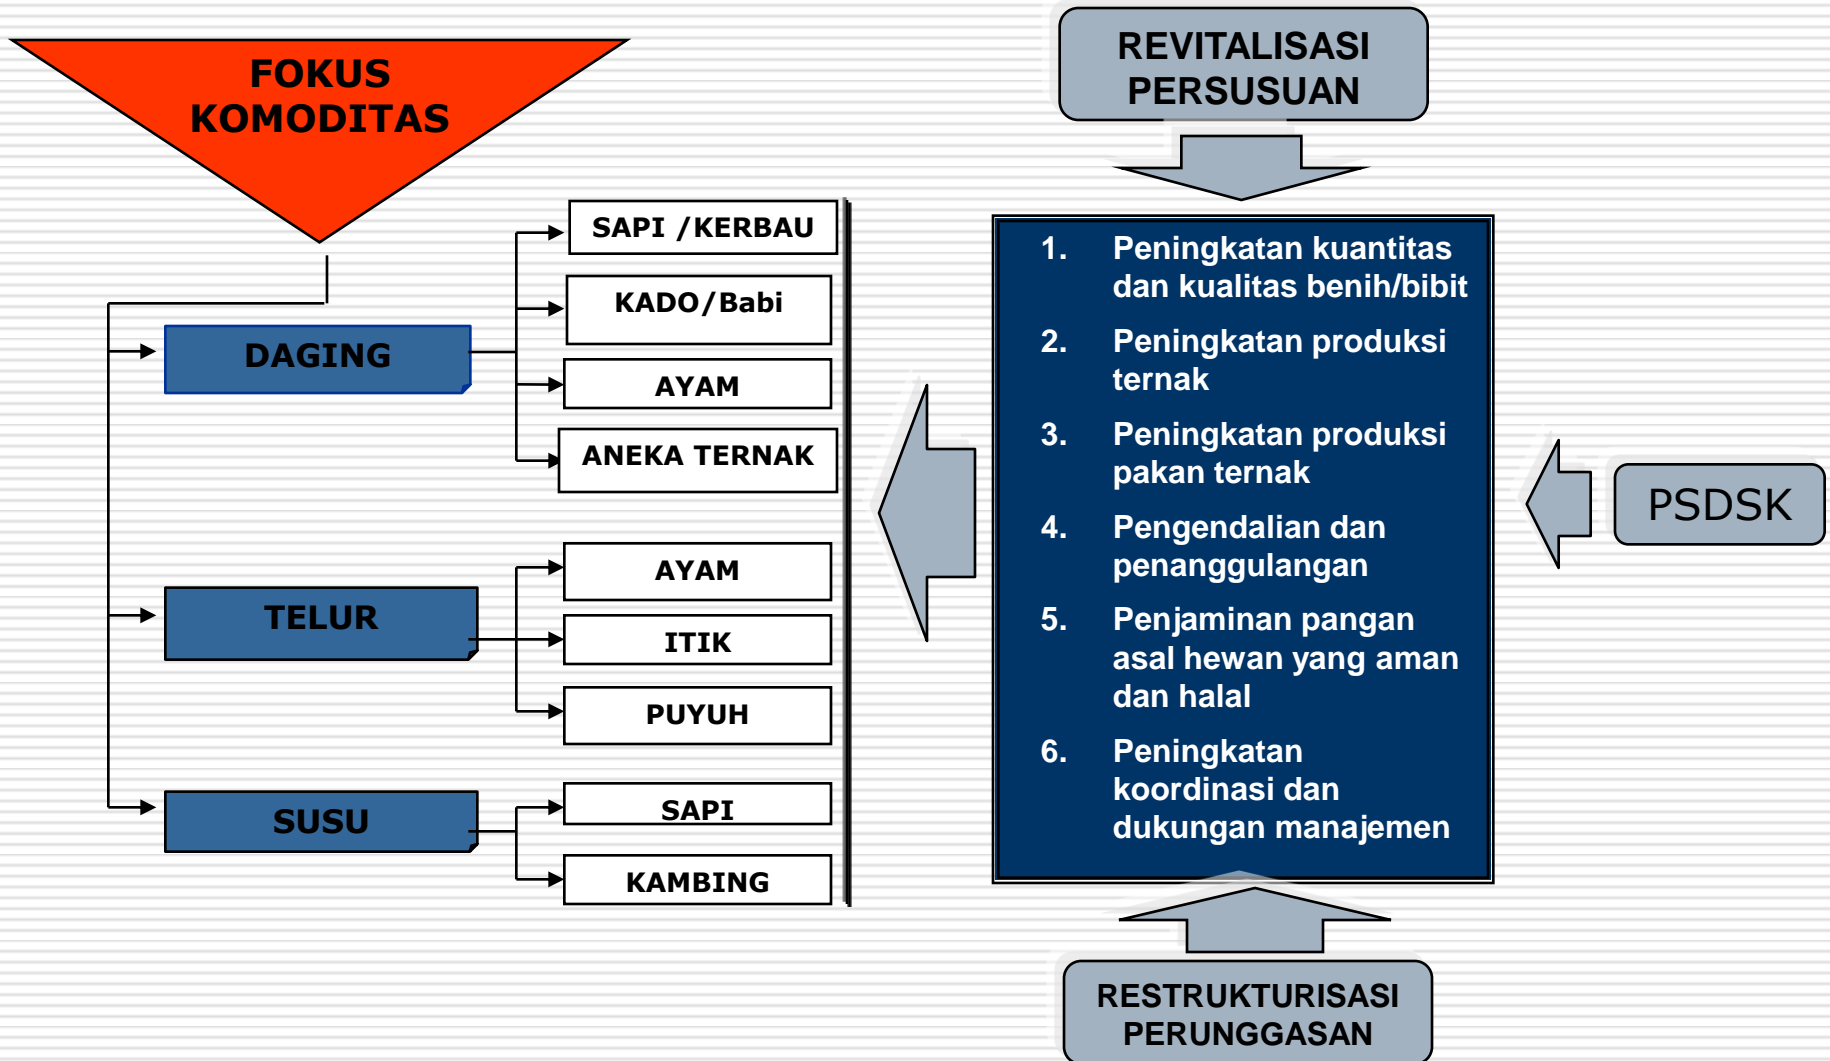 FOKUS
KOMODITAS
DAGING
SAPI /KERBAU
KADO/Babi
AYAM
ANEKA TERNAK
TELUR
AYAM
ITIK
PUYUH
SUSU
SAPI
KAMBING
REVITALISASI
PERSUSUAN
1. Peningkatan kuantitas
dan kualitas benih/bibit
2. Peningkatan produksi
ternak
3. Peningkatan produksi
pakan ternak
4. Pengendalian dan
penanggulangan
5. Penjaminan pangan
asal hewan yang aman
dan halal
6. Peningkatan
koordinasi dan
dukungan manajemen
PSDSK
RESTRUKTURISASI
PERUNGGASAN